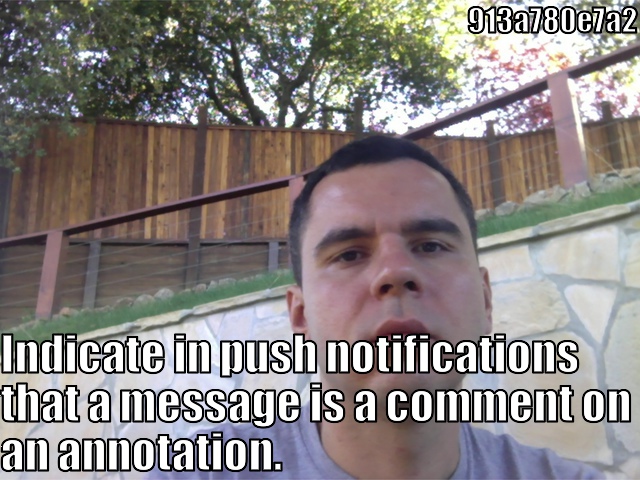 913a780e7a2
Indicate in push notifications
that a message is a comment on
an annotation.